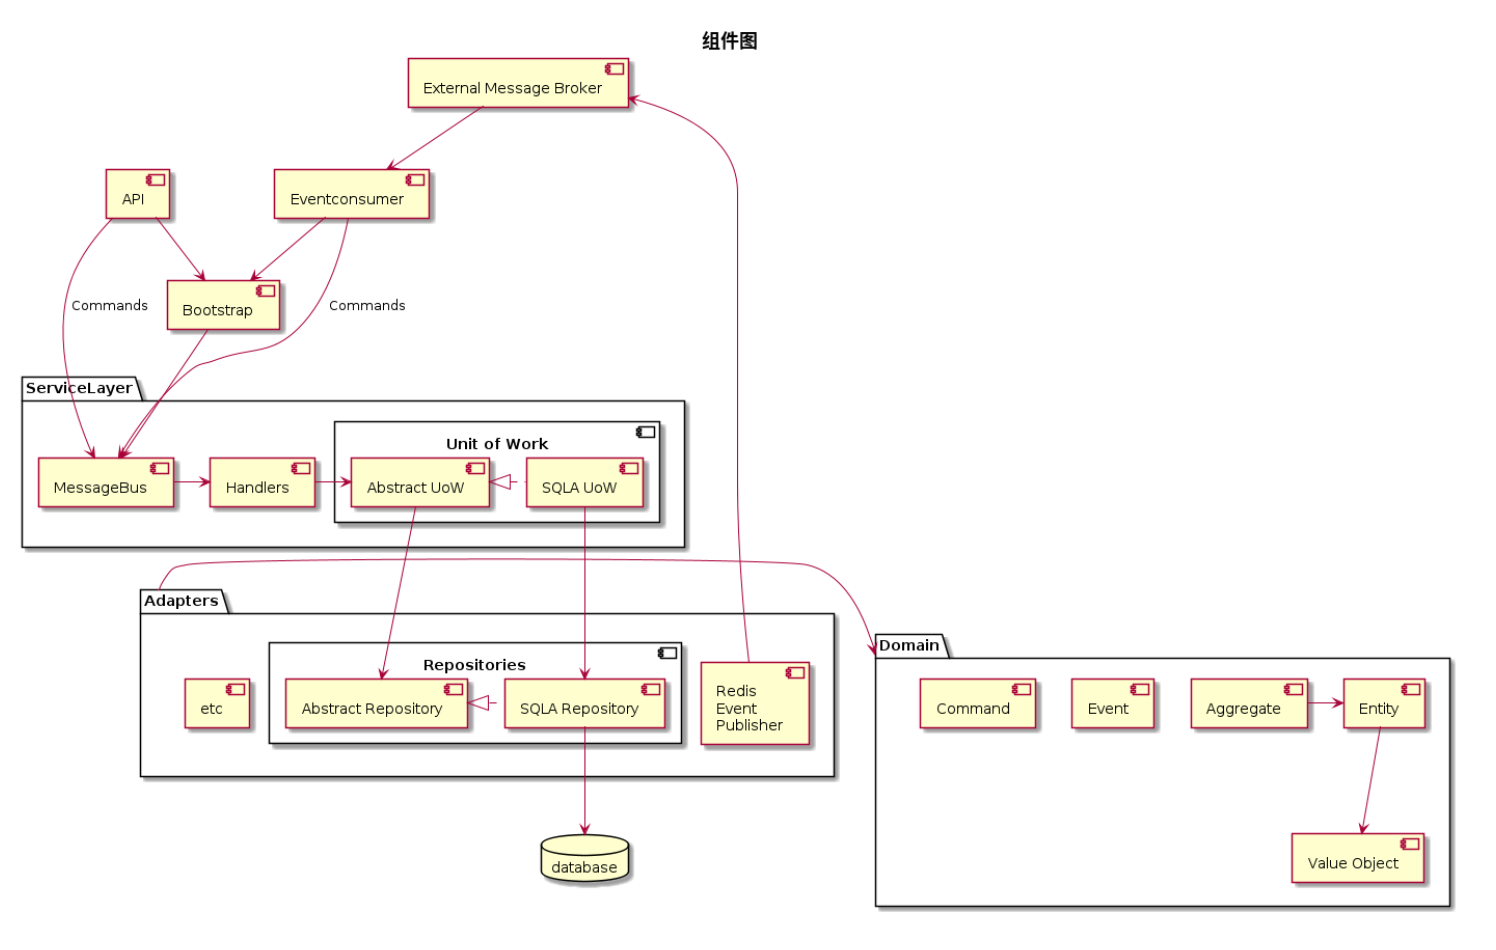 组件图
External Message Broker
API
Eventconsumer
Commands
Bootstrap
Commands
ServiceLayer
Unit of Work
MessageBus
Handlers
Abstract UoW
SQLA UoW
Adapters
Repositories
etc
Abstract Repository
SQLA Repository
Redis
Event
Publisher
Domain
Command
Event
Aggregate
Entity
Value Object
database